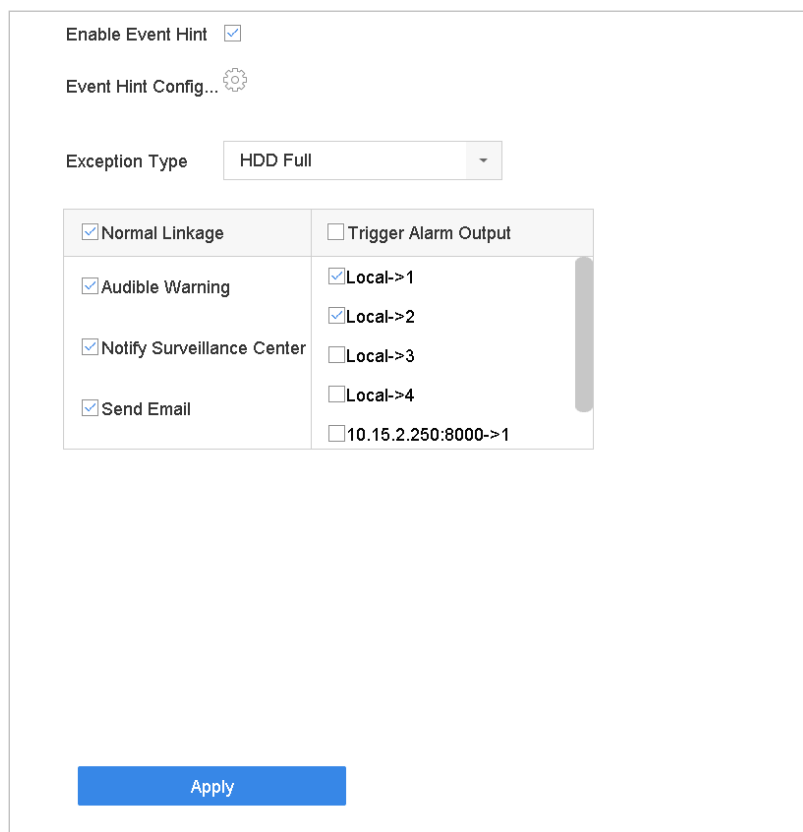 Enable Event Hint
Event Hint Config...
Exception Type HDD Full
Normal Linkage Trigger Alarm Output
Audible Warning
Notify Surveillance Center
Send Email
Local->1
Local->2
Local->3
Local->4
10.15.2.250:8000->1
Apply